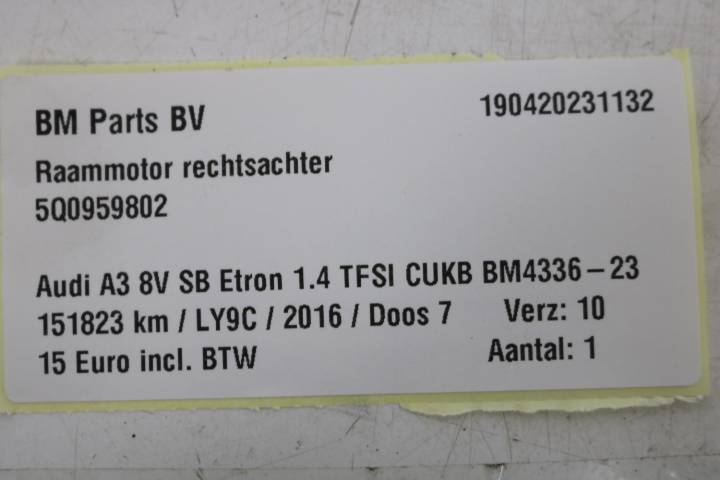 BM Parts BV 190420231132
Raammotor rechtsachter
5Q0959802
Audi A3 8V SB Etron 1.4 TFSI CUKB BM4336-23
151823 km / LY9C / 2016 / Doos 7 Verz: 10
15 Euro incl. BTW Aantal: 1